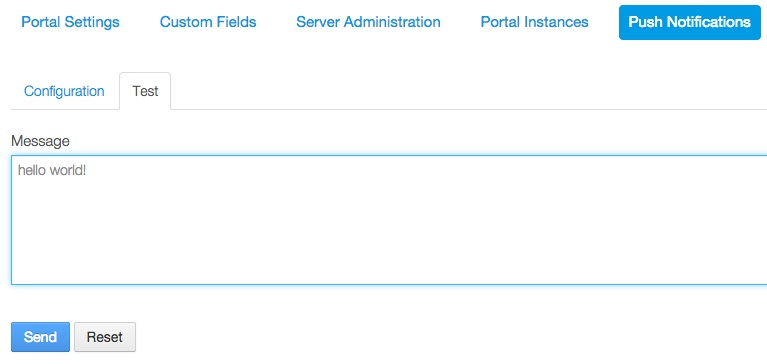 Portal Settings Custom Fields Server Administration Portal Instances Push Notifications
Configuration Test
Message
hello world!
Send Reset